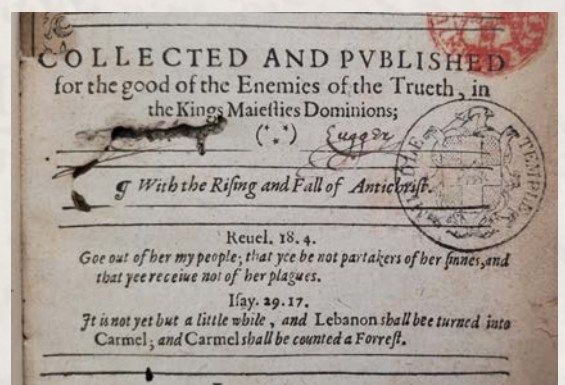 COLLECTED AND PVBLISHED
for the good of the Enemies of the Trueth, in
the Kings Maiesties Dominions;
(∵) Eugger
¶ With the Rising and Fall of Antichrist.
MIDDLE TEMPLE
Reuel. 18. 4.
Goe out of her my people; that yee be not partakers of her sinnes, and
that yee receiue not of her plagues.
Isay. 29. 17.
It is not yet but a little while, and Lebanon shall bee turned into
Carmel; and Carmel shall be counted a Forrest.